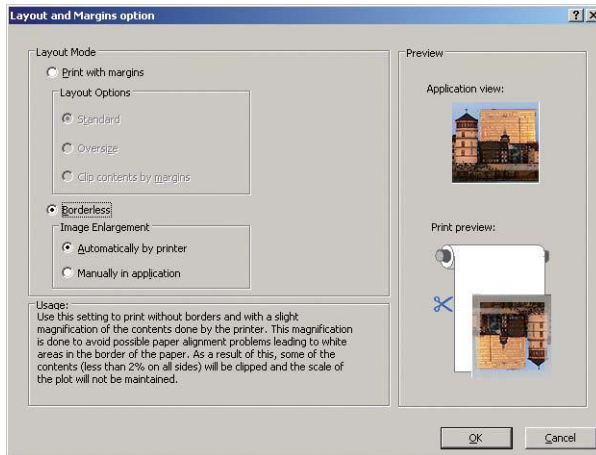 Layout and Margins option
Layout Mode
Print with margins
Layout Options
Standard
Oversize
Clip contents by margins
Borderless
Image Enlargement
Automatically by printer
Manually in application
Usage:
Use this setting to print without borders and with a slight
magnification of the contents done by the printer. This magnification
is done to avoid possible paper alignment problems leading to white
areas in the border of the paper. As a result of this, some of the
contents (less than 2% on all sides) will be clipped and the scale of
the plot will not be maintained.
Preview
Application view:
Print preview:
OK
Cancel